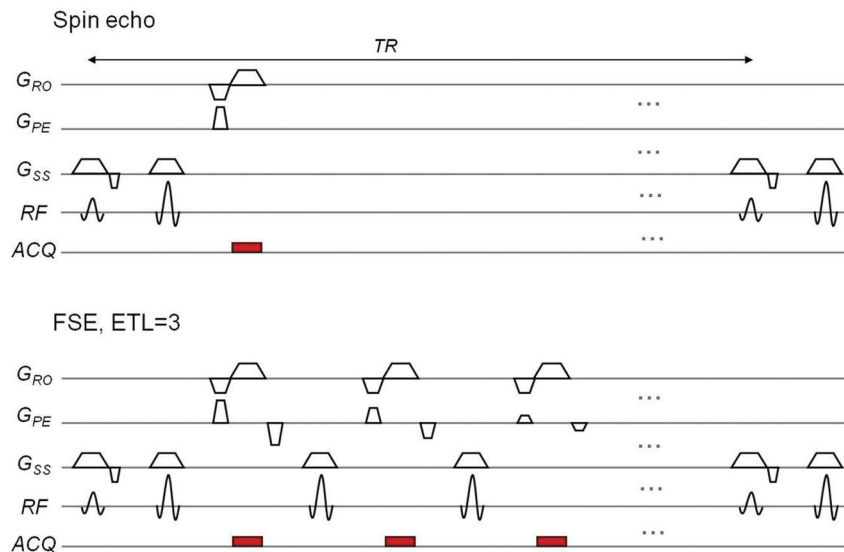 Spin echo
TR
G_RO
...
G_PE
...
G_SS
...
RF
...
ACQ
FSE, ETL=3
G_RO
...
G_PE
...
G_SS
...
RF
...
ACQ